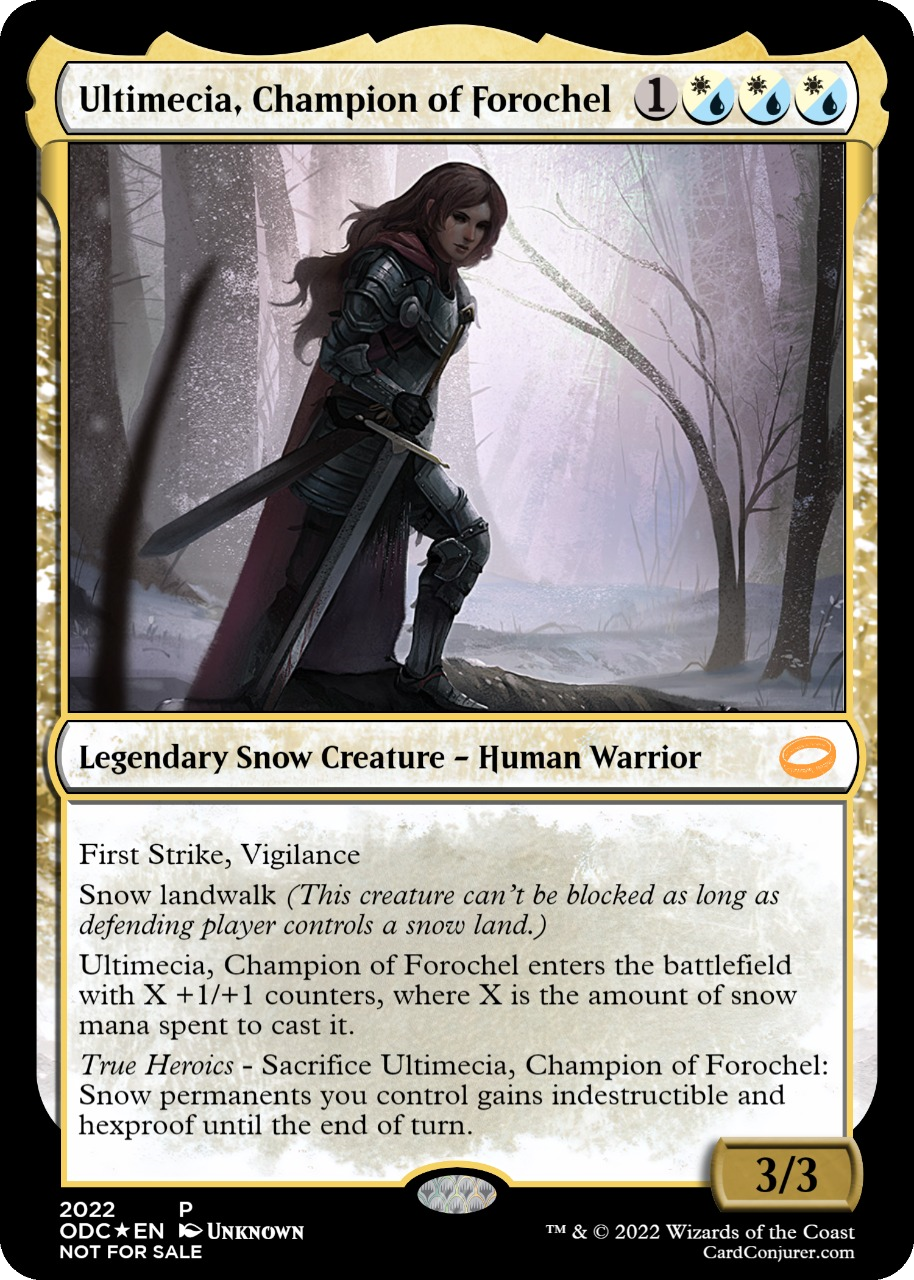 Ultimecia, Champion of Forochel 1
Legendary Snow Creature – Human Warrior
First Strike, Vigilance
Snow landwalk (This creature can't be blocked as long as
defending player controls a snow land.)
Ultimecia, Champion of Forochel enters the battlefield
with X +1/+1 counters, where X is the amount of snow
mana spent to cast it.
True Heroics - Sacrifice Ultimecia, Champion of Forochel:
Snow permanents you control gains indestructible and
hexproof until the end of turn.
3/3
2022 P
ODC★EN Unknown
NOT FOR SALE
™ & © 2022 Wizards of the Coast
CardConjurer.com